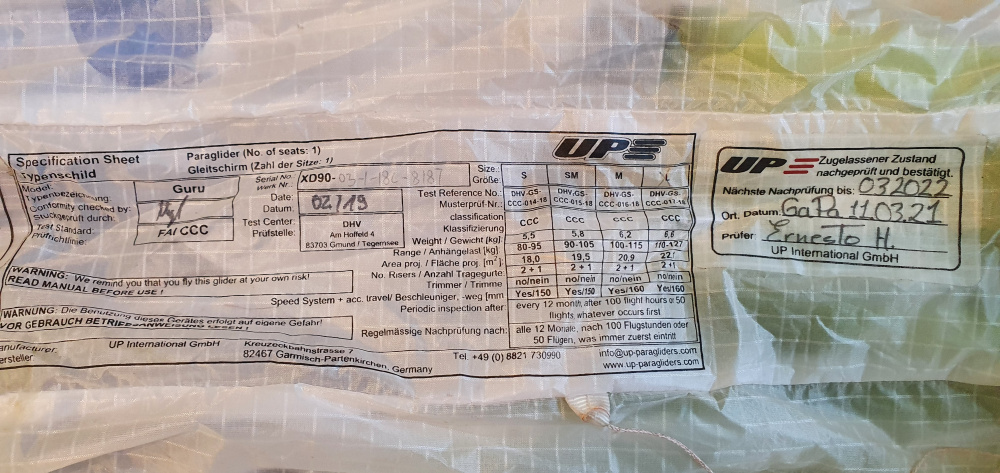 Specification Sheet
Typenschild
Paraglider (No. of seats: 1)
Gleitschirm (Zahl der Sitze: 1)
Model:
Typenbezeichnung:
Guru
Conformity checked by:
Stückgeprüft durch:
Test Standard:
Prüfrichtlinie:
FAI CCC
Serial No.
Werk Nr.:
XD90-
Date:
Datum:
02/19
Test Center:
Prüfstelle:
DHV
Am Hoffeld 4
83703 Gmund / Tegernsee
UP
Size:
Größe:
S SM M L
Test Reference No.:
Musterprüf-Nr.:
DHV-GS- DHV-GS- DHV-GS- DHV-GS-
CCC-014-18 CCC-015-18 CCC-016-18 CCC-017-18
classification
Klassifizierung
CCC CCC CCC CCC
Weight / Gewicht [kg]: 5,5 5,8 6,2 6,6
Range / Anhängelast [kg]: 80-95 90-105 100-115 110-127
Area proj. / Fläche proj. [m²]: 18,0 19,5 20,9
No. Risers / Anzahl Tragegurte: 2 + 1 2 + 1 2 + 1 2 + 1
Trimmer / Trimme no/nein no/nein no/nein no/nein
Speed System + acc. travel/ Beschleuniger, -weg [mm Yes/150 Yes/150 Yes/160 Yes/160
Periodic inspection after: every 12 month, after 100 flight hours or 50
flights whatever occurs first
Regelmässige Nachprüfung nach: alle 12 Monate, nach 100 Flugstunden oder
50 Flügen, was immer zuerst eintritt
WARNING: We remind you that you fly this glider at your own risk!
READ MANUAL BEFORE USE !
WARNUNG: Die Benutzung dieses Gerätes erfolgt auf eigene Gefahr!
VOR GEBRAUCH BETRIEBSANWEISUNG LESEN !
anufacturer
ersteller
UP International GmbH
Kreuzeckbahnstrasse 7
82467 Garmisch-Partenkirchen, Germany
Tel +49 (0) 8821 730990
info@up-paragliders.com
www.up-paragliders.com
UP
Zugelassener Zustand
nachgeprüft und bestätigt.
Nächste Nachprüfung bis: 032022
Ort, Datum: GaPa 11.03.21
Prüfer: Ernesto H.
UP International GmbH